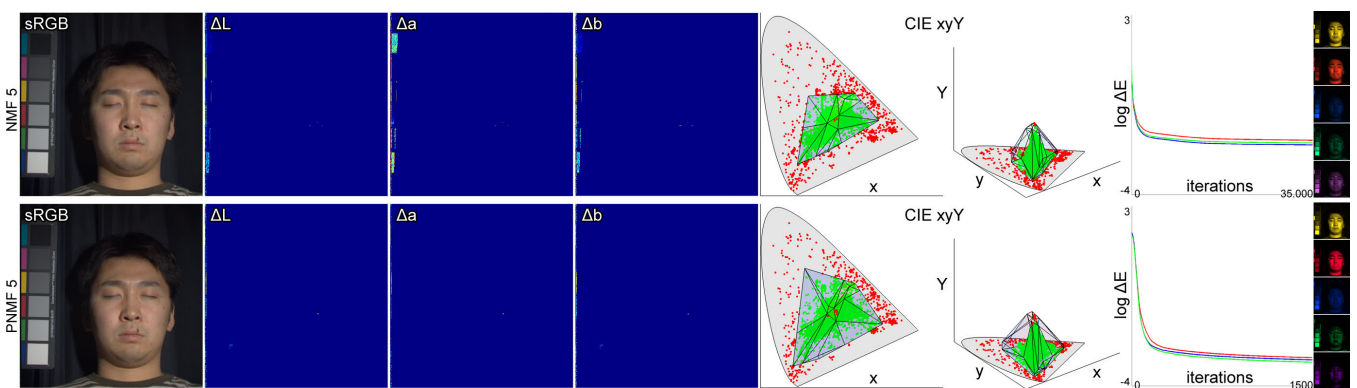 NMF 5
sRGB
ΔL
Δa
Δb
CIE xyY
x
Y
y
x
3
log ΔE
-4
0
iterations
35.000
PNMF 5
sRGB
ΔL
Δa
Δb
CIE xyY
x
Y
y
x
3
log ΔE
-4
0
iterations
1500